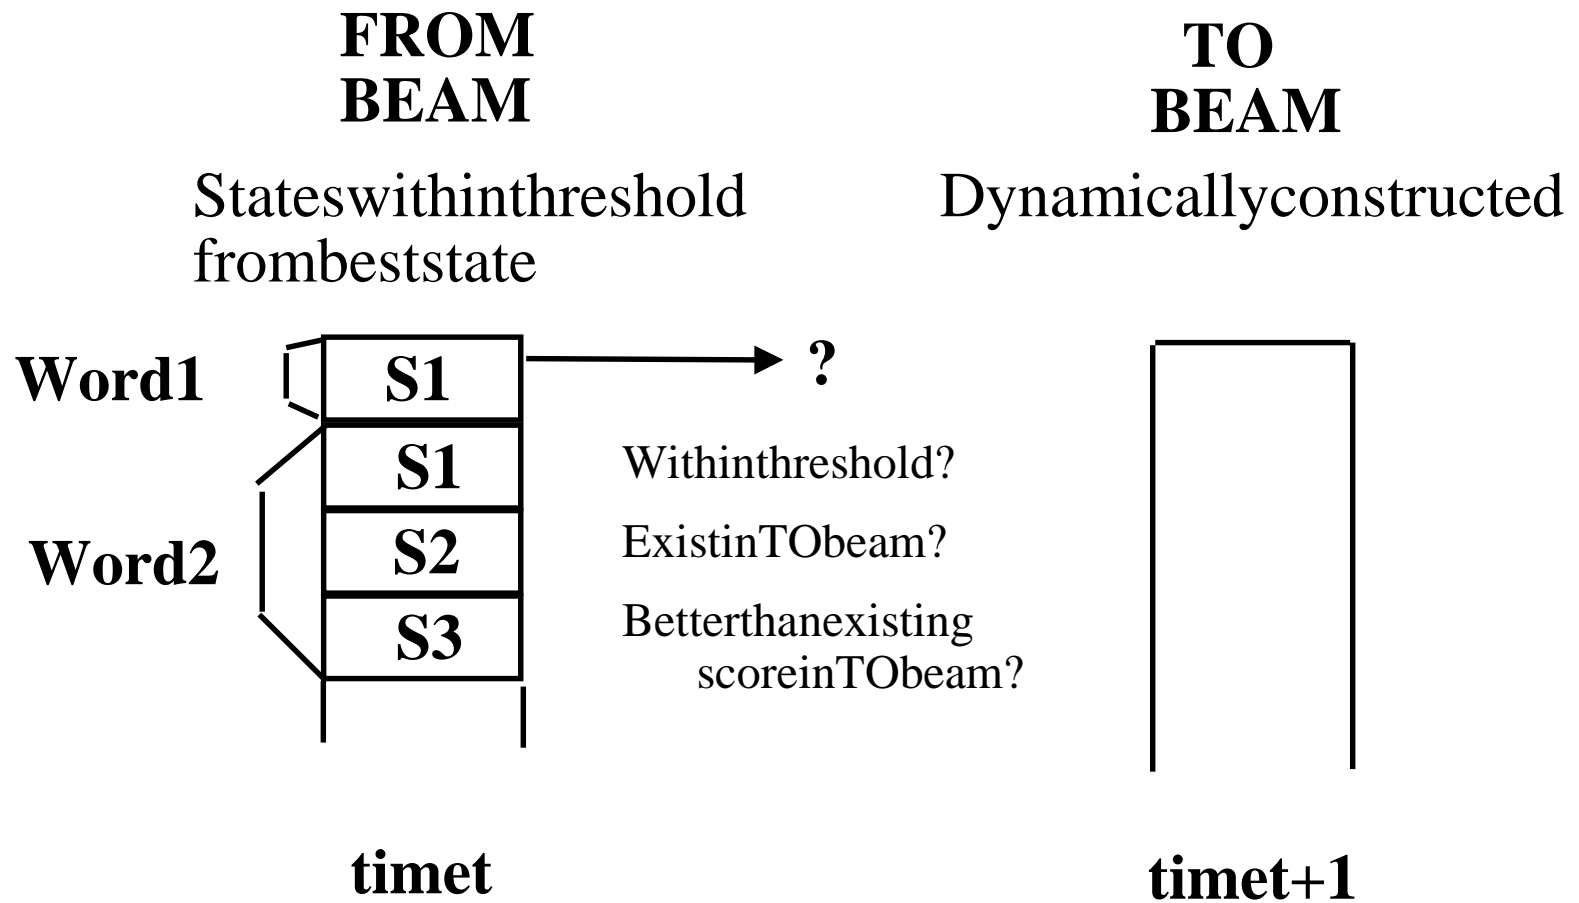 FROM
BEAM
TO
BEAM
Stateswithinthreshold
frombeststate
Dynamicallyconstructed
Word1
S1
?
S1
Withinthreshold?
Word2
S2
ExistinTObeam?
S3
Betterthanexisting
scoreinTObeam?
timet
timet+1